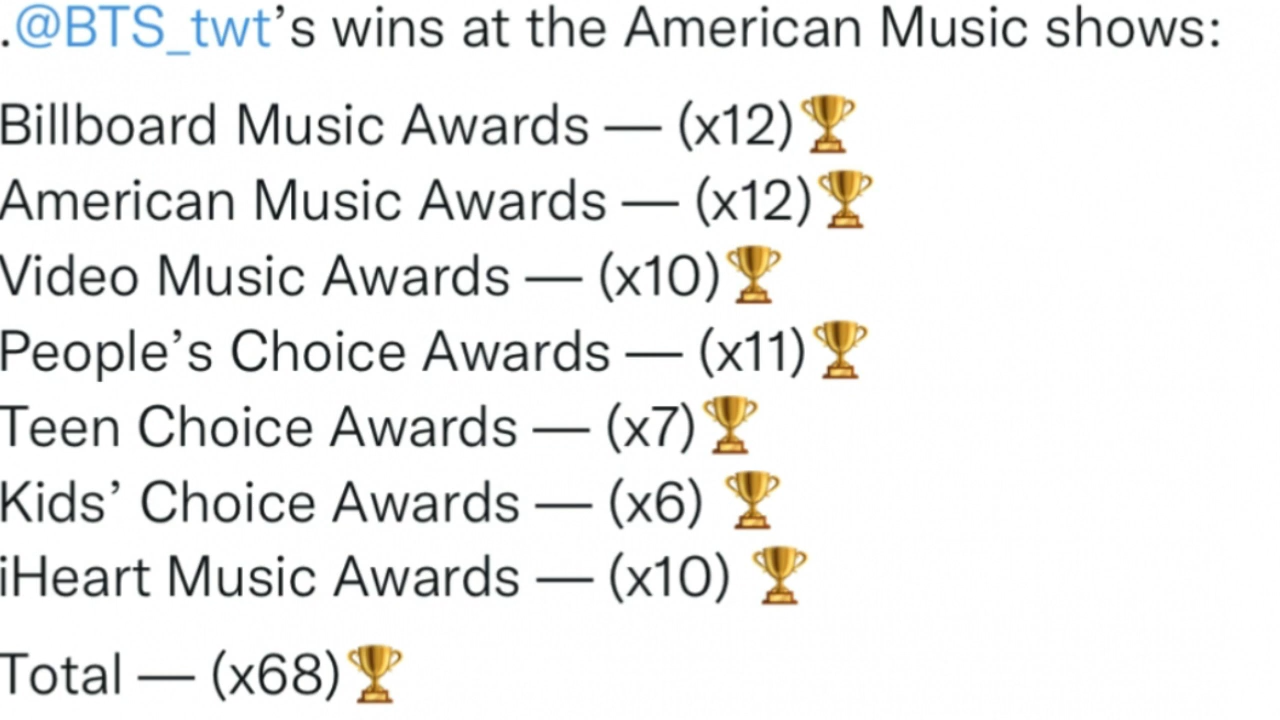 .@BTS_twt’s wins at the American Music shows:
Billboard Music Awards — (x12)🏆
American Music Awards — (x12)🏆
Video Music Awards — (x10)🏆
People’s Choice Awards — (x11)🏆
Teen Choice Awards — (x7)🏆
Kids’ Choice Awards — (x6) 🏆
iHeart Music Awards — (x10) 🏆
Total — (x68)🏆